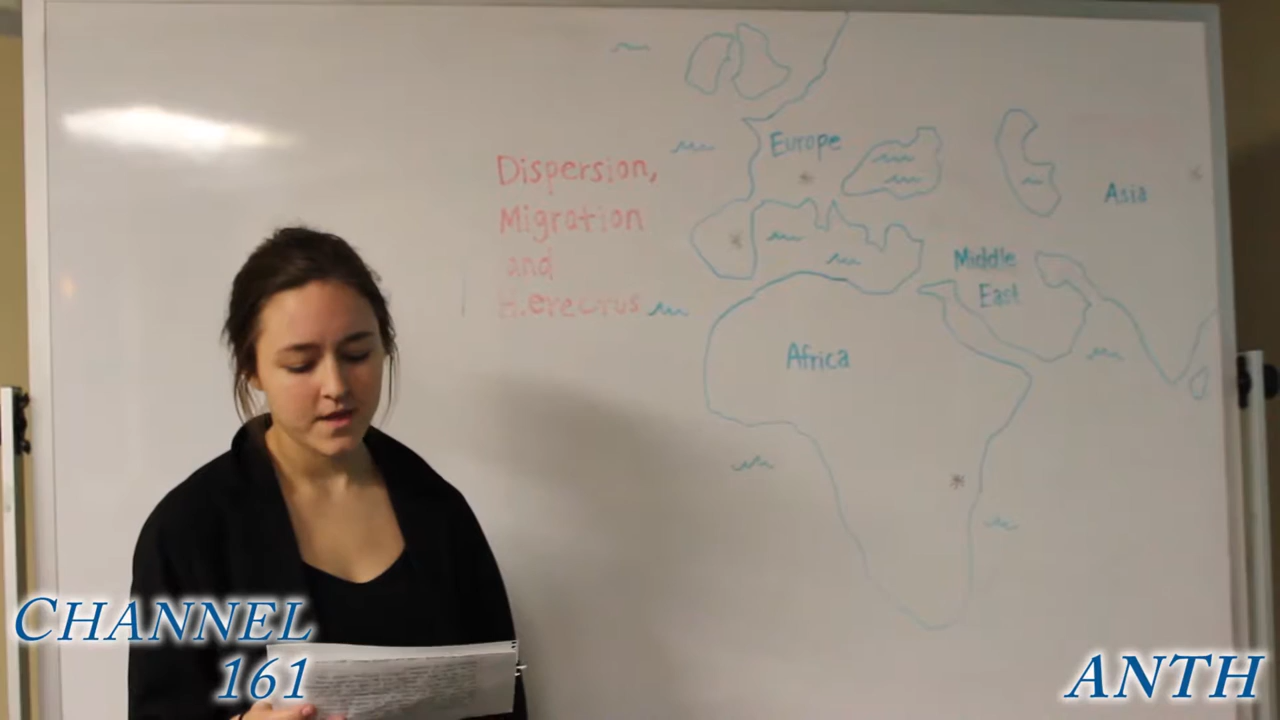 Dispersion,
Migration
and
H.erectus
Europe
Asia
Middle
East
Africa
CHANNEL
161
ANTH